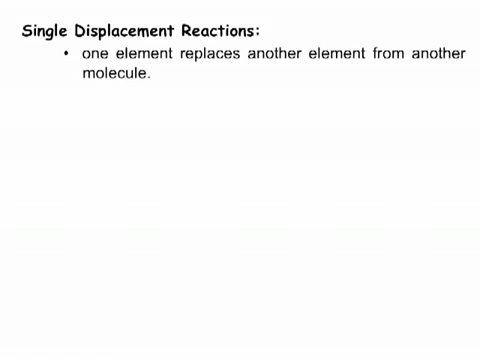 Single Displacement Reactions:
• one element replaces another element from another
molecule.